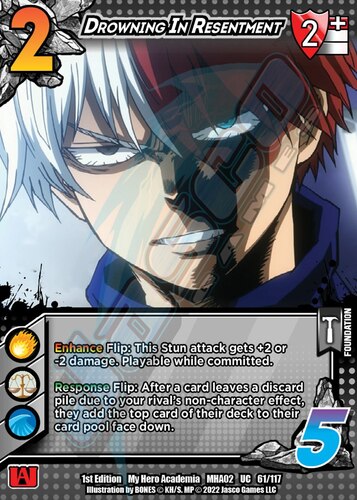 Drowning In Resentment
2
2
+
FOUNDATION
Enhance Flip: This Stun attack gets +2 or
-2 damage. Playable while committed.
Response Flip: After a card leaves a discard
pile due to your rival's non-character effect,
they add the top card of their deck to their
card pool face down.
5
1st Edition My Hero Academia MHA02 UC 61/117
Illustration by BONES © KH/S, MP © 2022 Jasco Games LLC